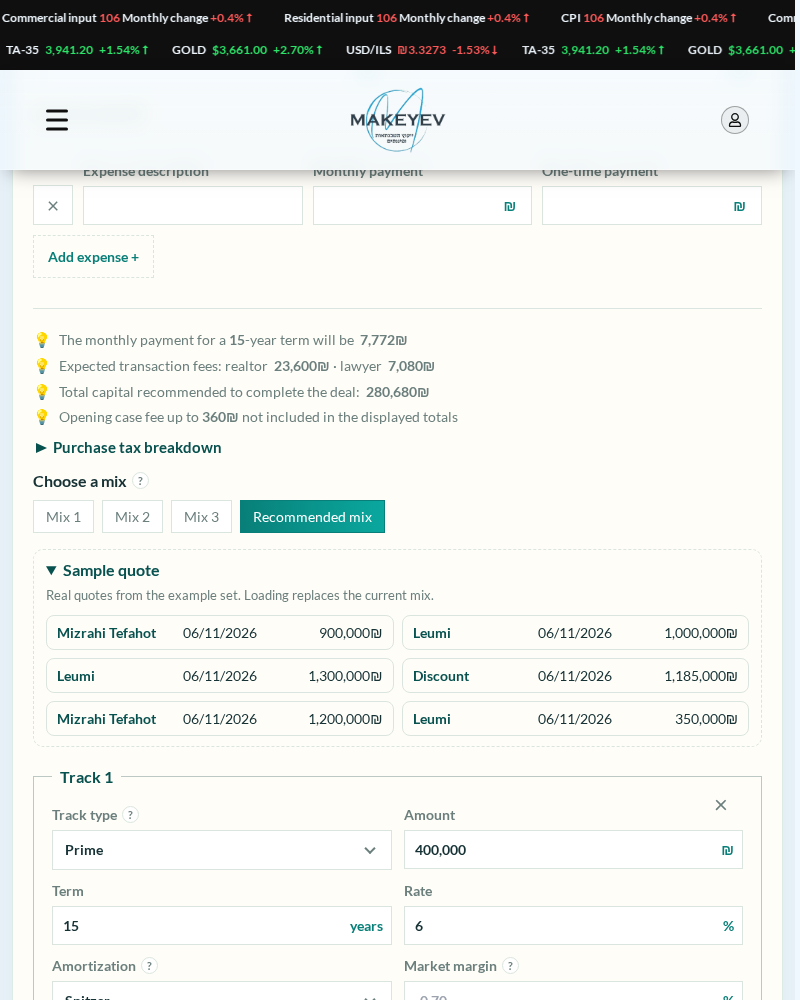 Commercial input 106 Monthly change +0.4%↑ Residential input 106 Monthly change +0.4%↑ CPI 106 Monthly change +0.4%↑ Com
TA-35 3,941.20 +1.54%↑ GOLD $3,661.00 +2.70%↑ USD/ILS ₪3.3273 -1.53%↓ TA-35 3,941.20 +1.54%↑ GOLD $3,661.00
MAKEYEV
Expense description Monthly payment One-time payment
× ₪ ₪
Add expense +
💡 The monthly payment for a 15-year term will be 7,772₪
💡 Expected transaction fees: realtor 23,600₪ · lawyer 7,080₪
💡 Total capital recommended to complete the deal: 280,680₪
💡 Opening case fee up to 360₪ not included in the displayed totals
▶ Purchase tax breakdown
Choose a mix ?
Mix 1 Mix 2 Mix 3 Recommended mix
▼ Sample quote
Real quotes from the example set. Loading replaces the current mix.
Mizrahi Tefahot 06/11/2026 900,000₪ Leumi 06/11/2026 1,000,000₪
Leumi 06/11/2026 1,300,000₪ Discount 06/11/2026 1,185,000₪
Mizrahi Tefahot 06/11/2026 1,200,000₪ Leumi 06/11/2026 350,000₪
Track 1
×
Track type ? Amount
Prime 400,000 ₪
Term Rate
15 years 6 %
Amortization ? Market margin ?
Spitzer -0.70 %